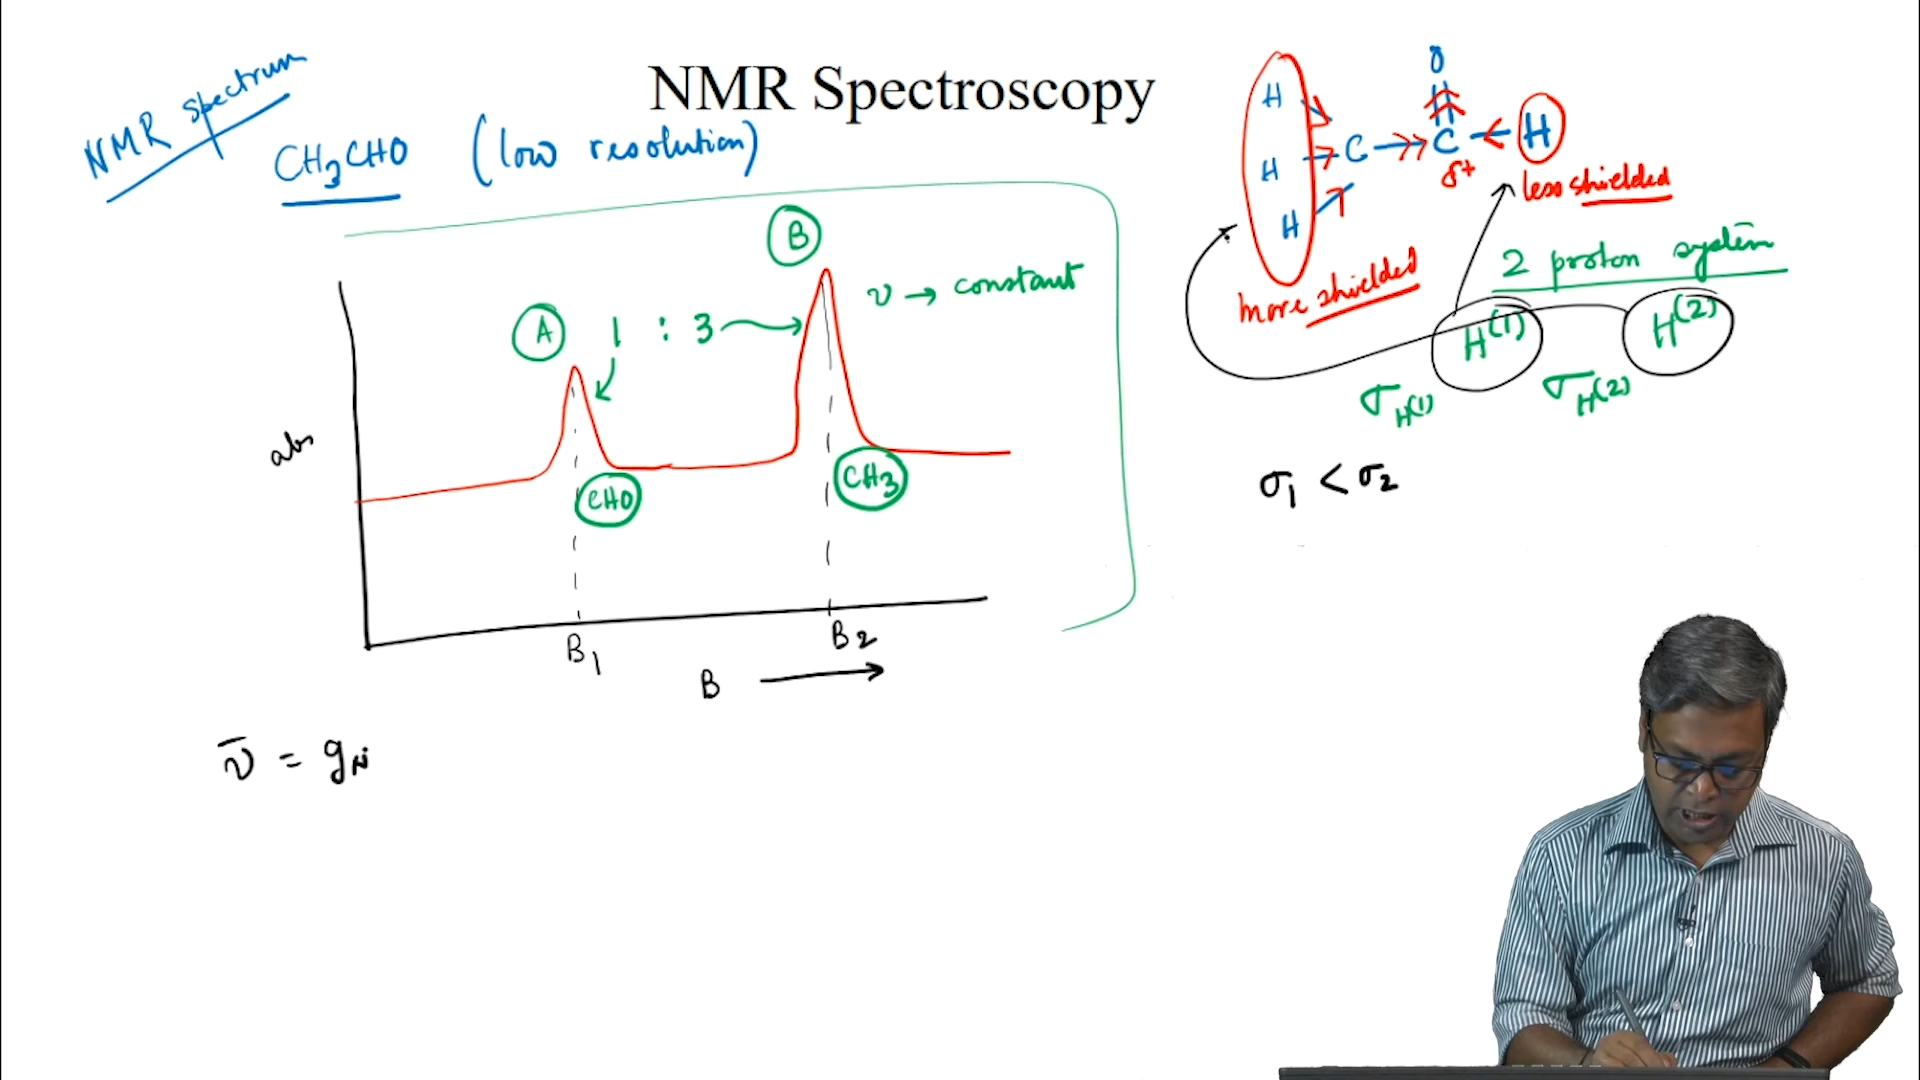 NMR Spectroscopy
NMR spectrum
CH₃CHO (low resolution)
O
H
H C C H
H
δ+
less shielded
more shielded
2 proton system
H⁽¹⁾ H⁽²⁾
σH⁽¹⁾ σH⁽²⁾
σ₁ < σ₂
B
ν → constant
A 1 : 3
abs
CHO
CH₃
B₁
B₂
B →
ν̄ = gN